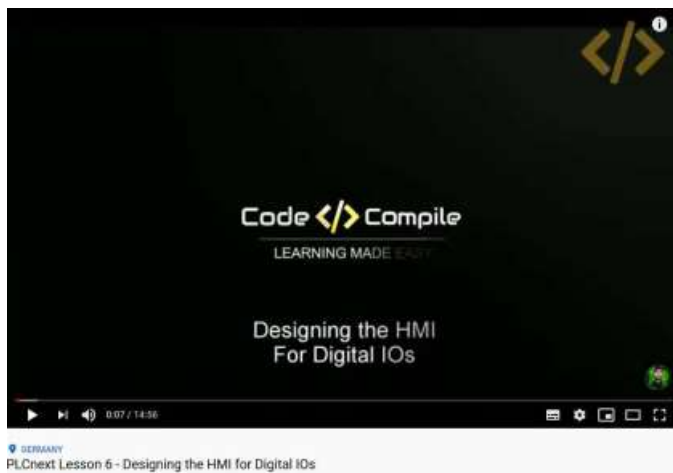 </>
Code </> Compile
LEARNING MADE EASY
Designing the HMI
For Digital IOs
0:07 / 14:56
GERMANY
PLCnext Lesson 6 - Designing the HMI for Digital IOs